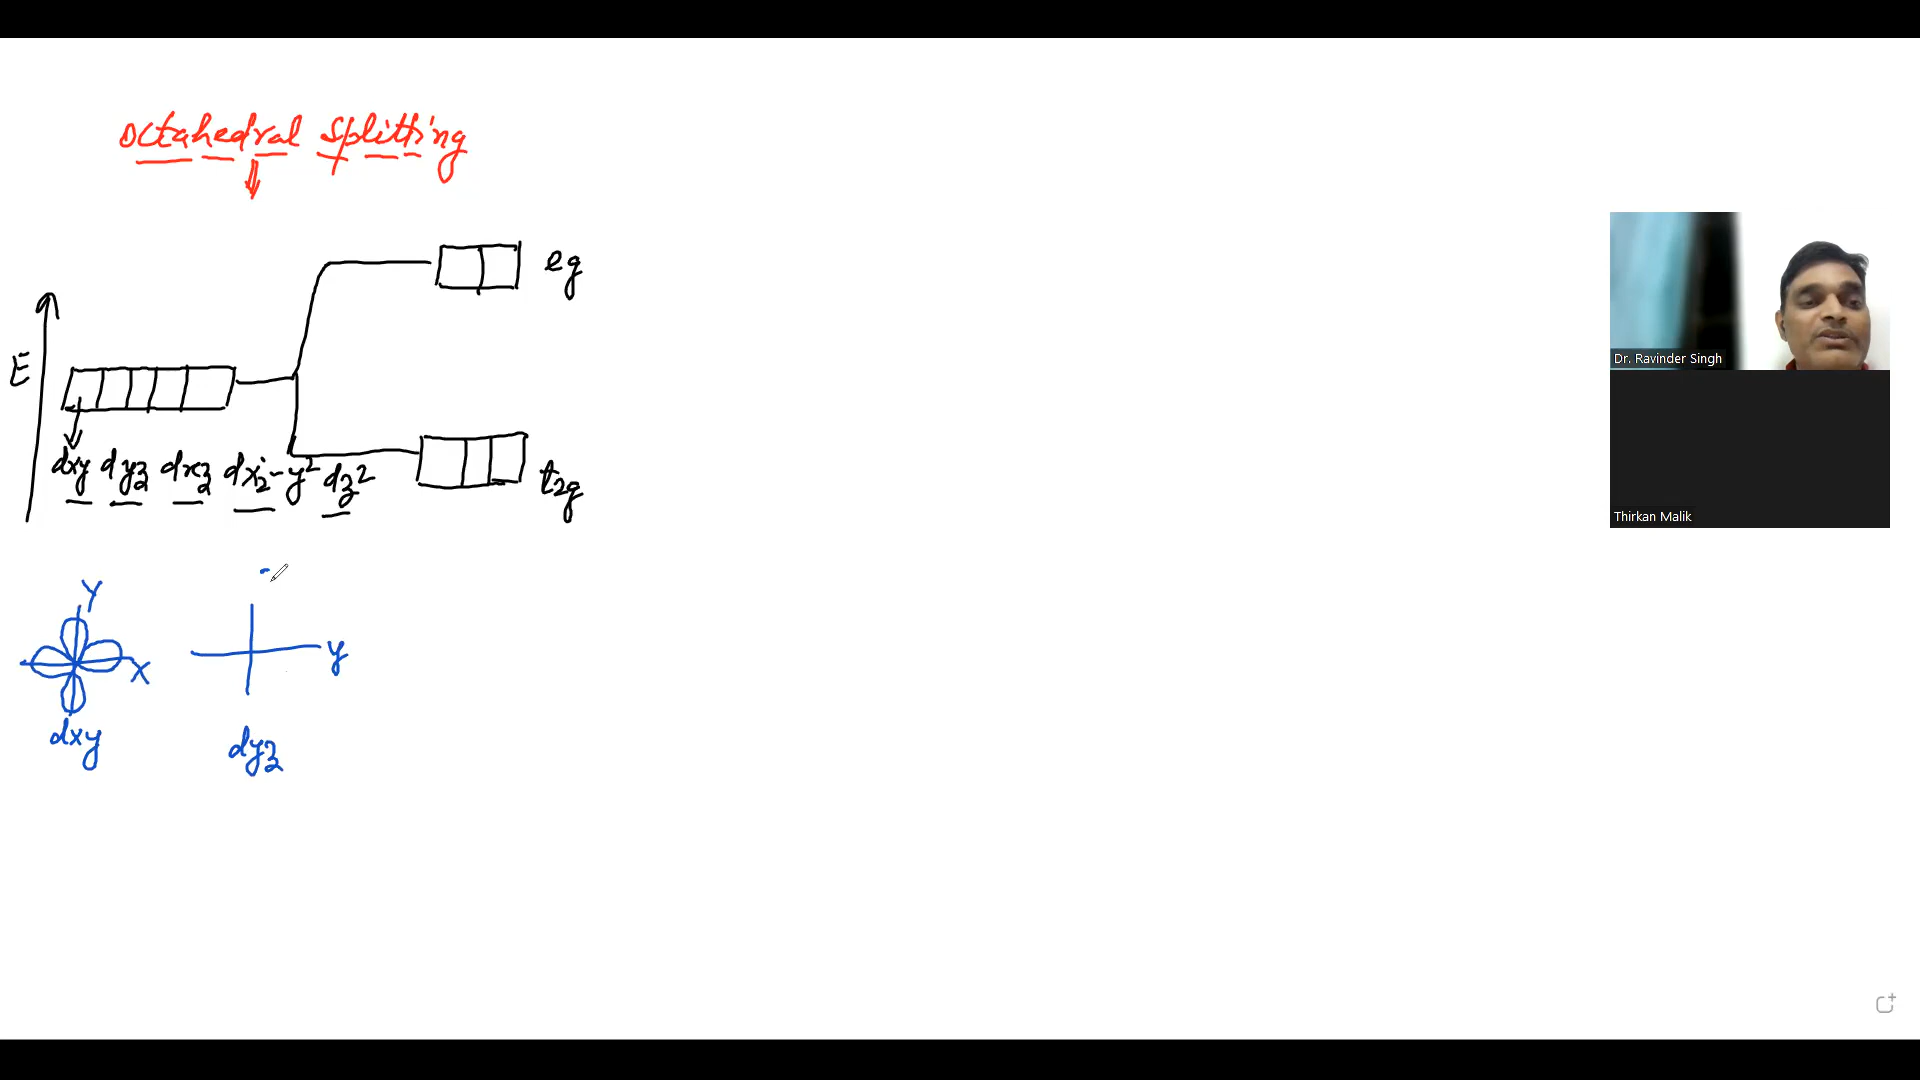 Octahedral splitting
eg
E
dxy dyz dxz dx²-y² dz²
t2g
Y
X
dxy
y
dyz
Dr. Ravinder Singh
Thirkan Malik